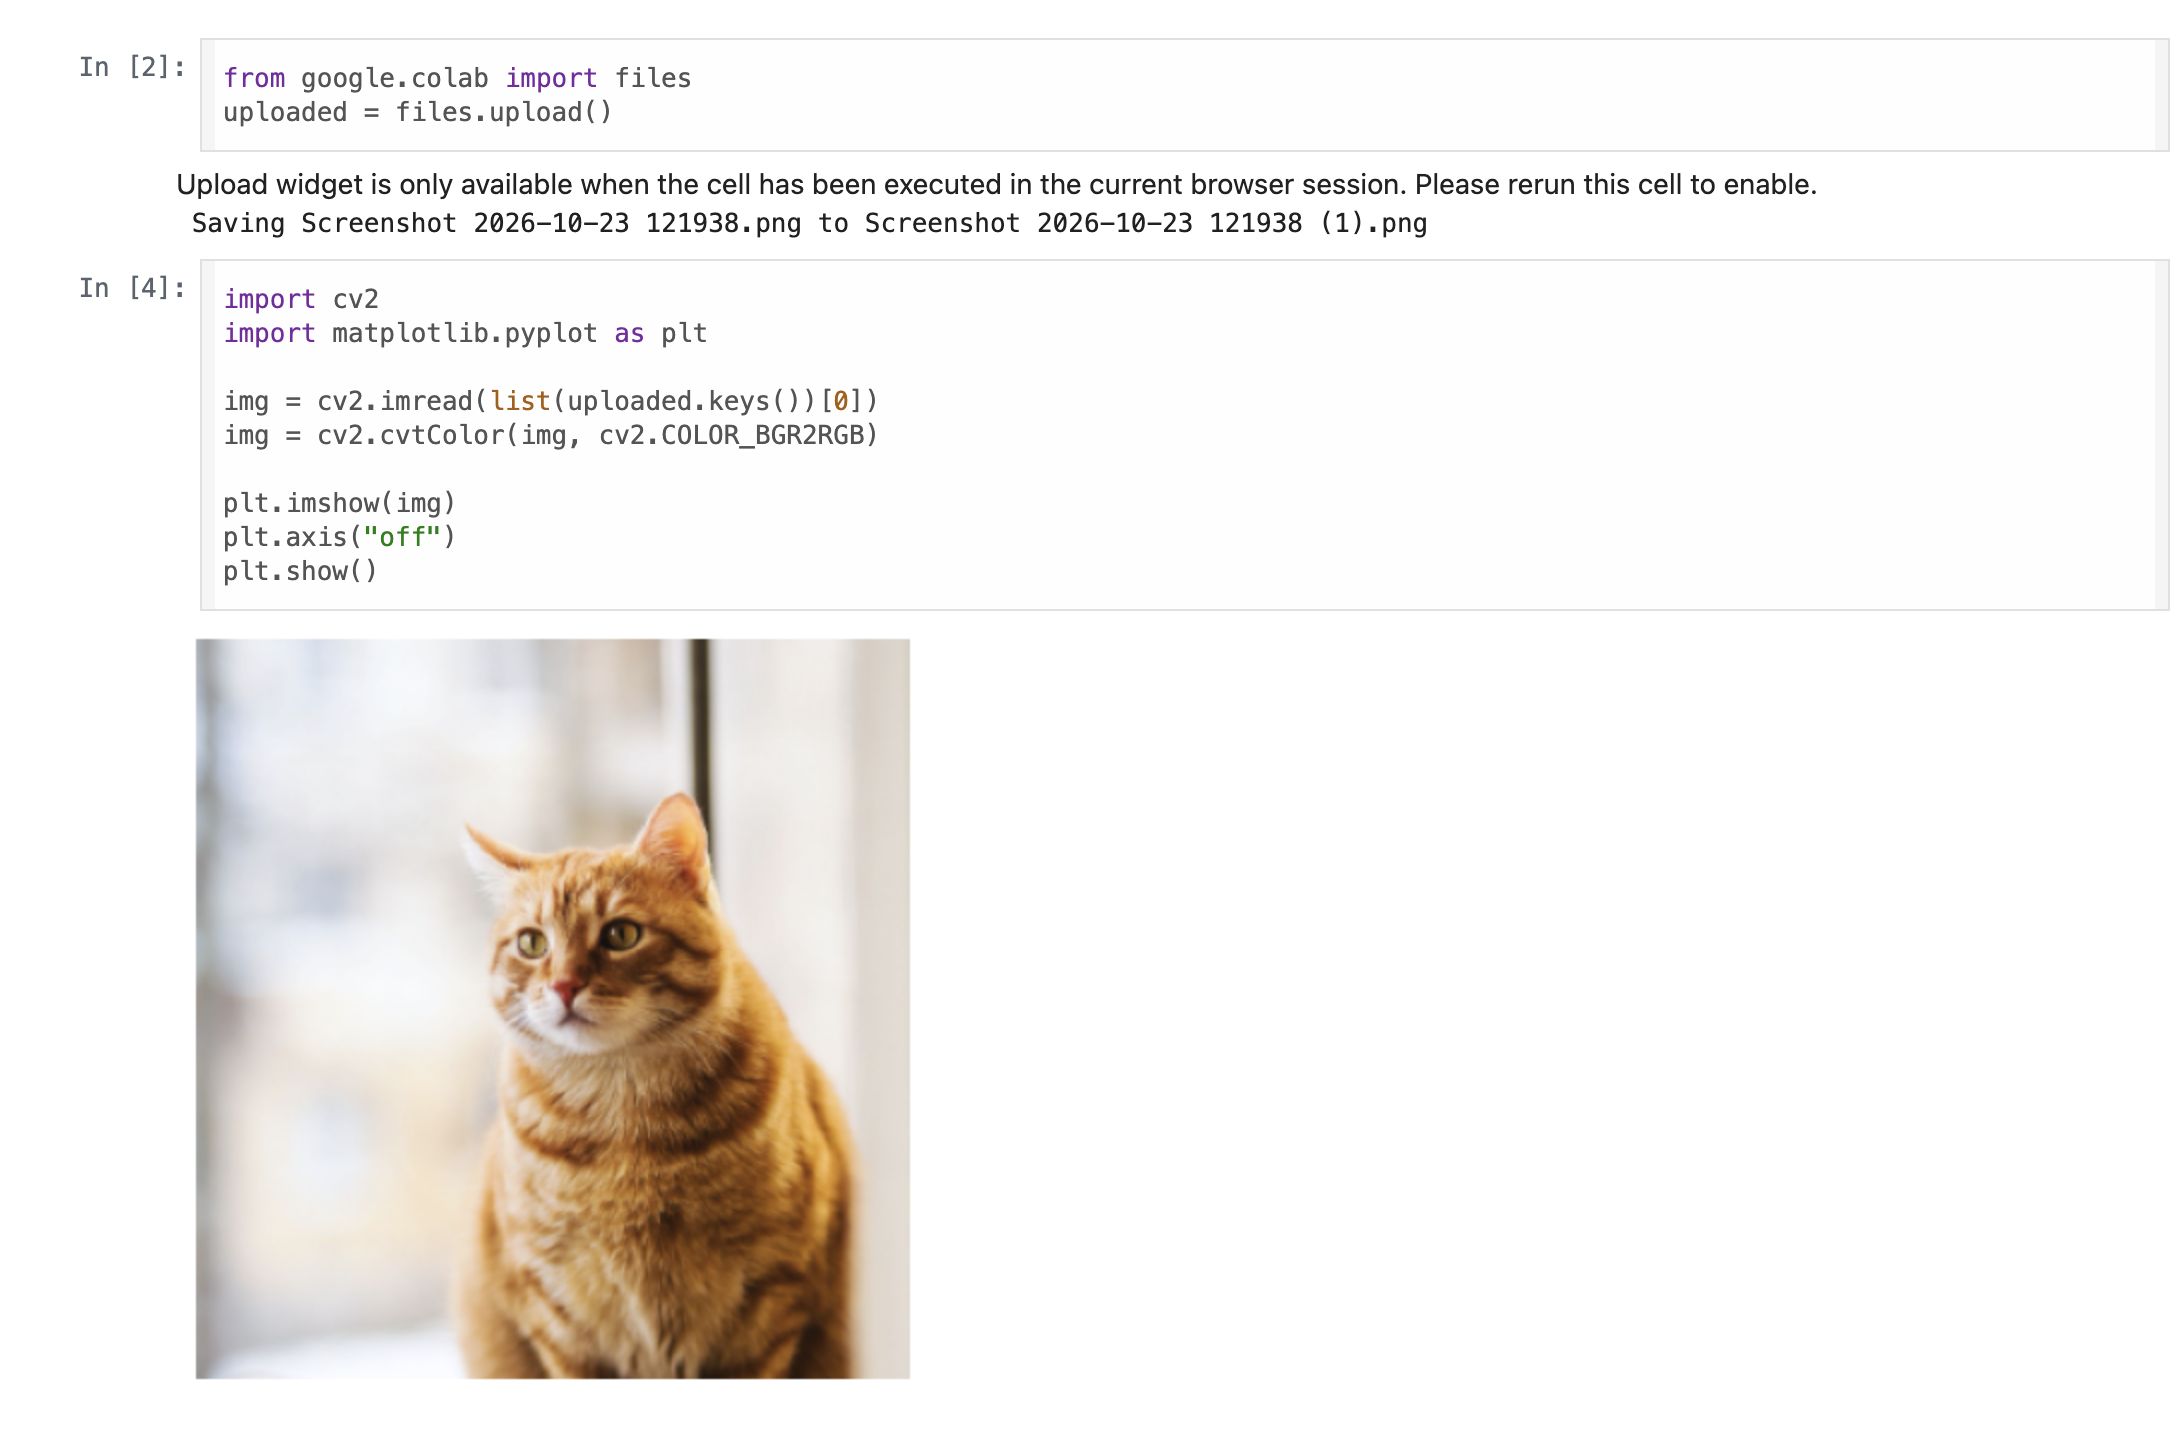 In [2]:
from google.colab import files
uploaded = files.upload()
Upload widget is only available when the cell has been executed in the current browser session. Please rerun this cell to enable.
Saving Screenshot 2026-10-23 121938.png to Screenshot 2026-10-23 121938 (1).png
In [4]:
import cv2
import matplotlib.pyplot as plt
img = cv2.imread(list(uploaded.keys())[0])
img = cv2.cvtColor(img, cv2.COLOR_BGR2RGB)
plt.imshow(img)
plt.axis("off")
plt.show()